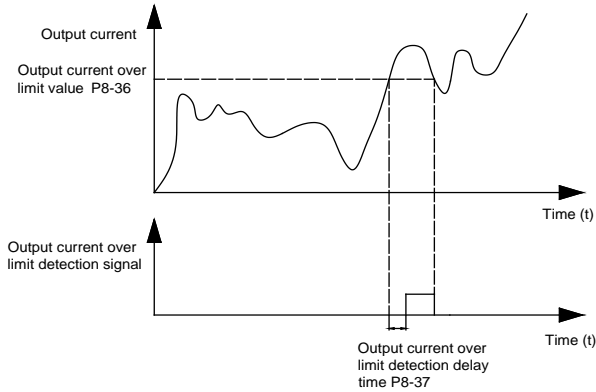 Output current
Output current over
limit value P8-36
Time (t)
Output current over
limit detection signal
Time (t)
Output current over
limit detection delay
time P8-37